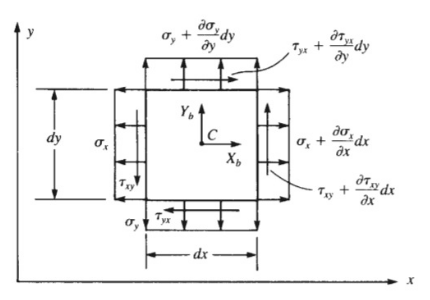 y
σ_y + ∂σ_y/∂y dy
τ_yx + ∂τ_yx/∂y dy
Y_b
dy
σ_x
C
X_b
σ_x + ∂σ_x/∂x dx
τ_xy
τ_xy + ∂τ_xy/∂x dx
σ_y
τ_yx
dx
x